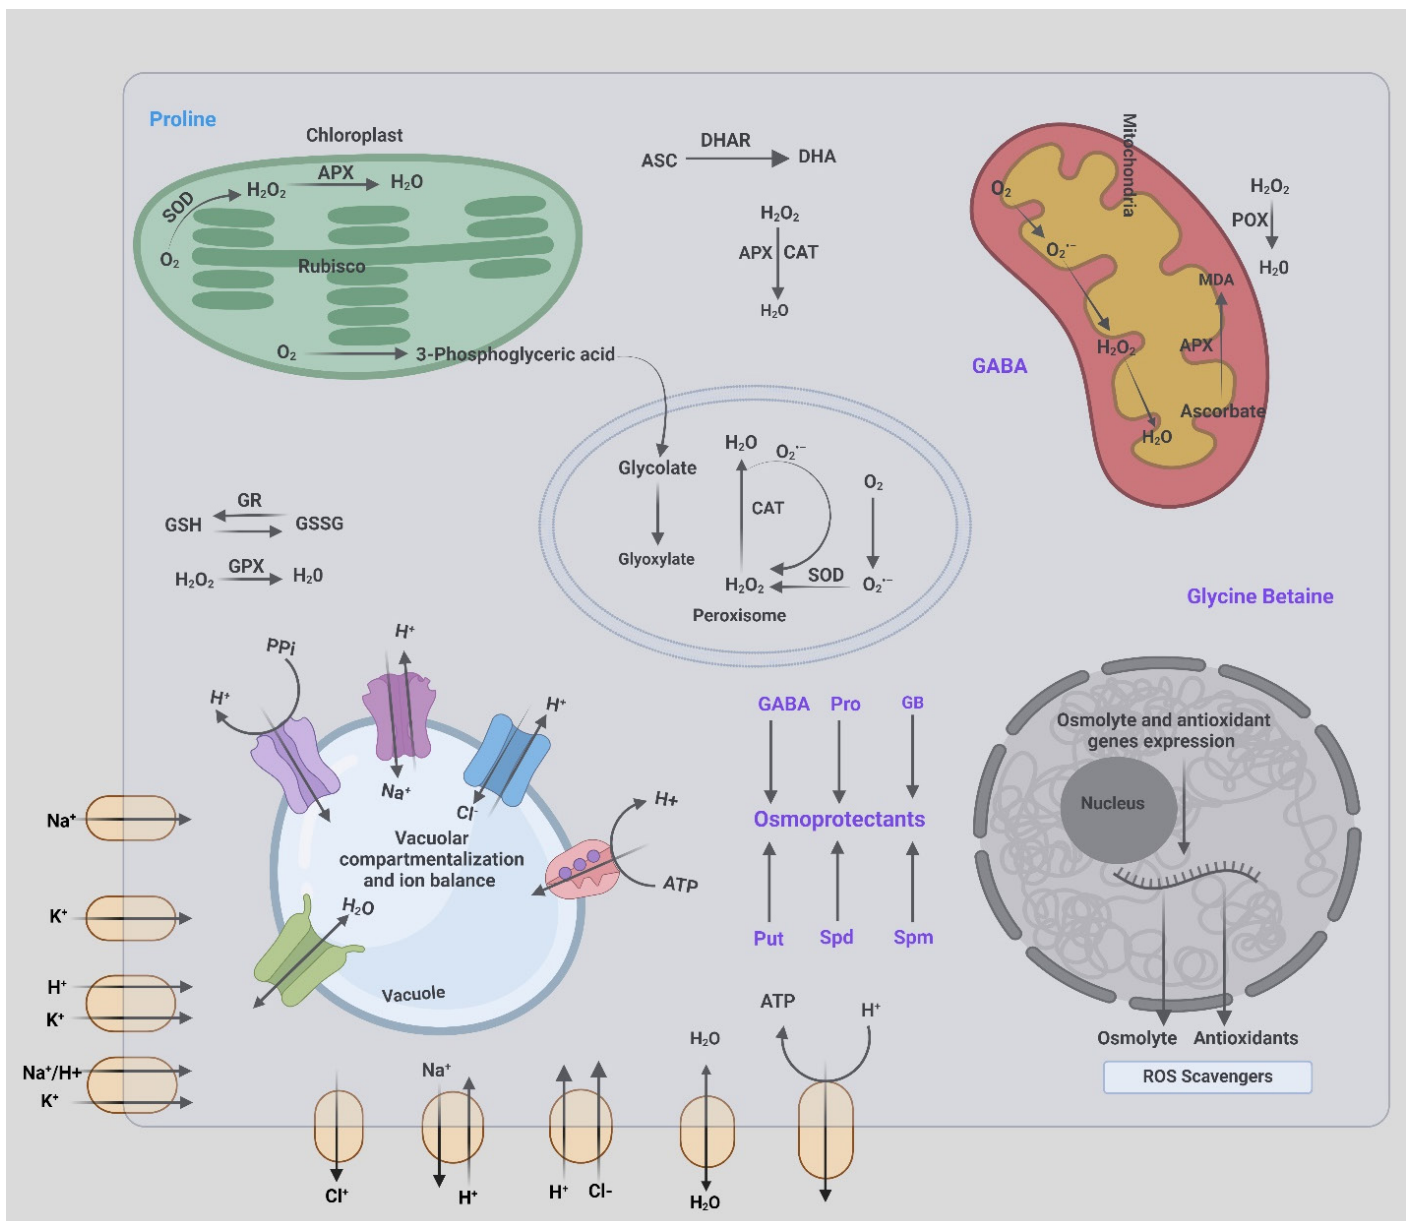 Proline
Chloroplast
SOD
H₂O₂
APX
H₂O
O₂
Rubisco
O₂
3-Phosphoglyceric acid
ASC
DHAR
DHA
H₂O₂
APX
CAT
H₂O
Mitochondria
O₂
O₂˙⁻
H₂O₂
H₂O
MDA
APX
Ascorbate
H₂O₂
POX
H₂0
GABA
Glycolate
Glyoxylate
H₂O
O₂˙⁻
CAT
H₂O₂
SOD
O₂
O₂˙⁻
Peroxisome
GR
GSH
GSSG
H₂O₂
GPX
H₂0
Glycine Betaine
PPi
H⁺
H⁺
Na⁺
H⁺
Cl⁻
H+
ATP
Vacuolar
compartmentalization
and ion balance
H₂O
Vacuole
GABA
Pro
GB
Osmoprotectants
Put
Spd
Spm
Osmolyte and antioxidant
genes expression
Nucleus
Osmolyte
Antioxidants
ROS Scavengers
Na⁺
K⁺
H⁺
K⁺
Na⁺/H+
K⁺
Cl⁺
Na⁺
H⁺
H⁺
Cl-
H₂O
H₂O
ATP
H⁺